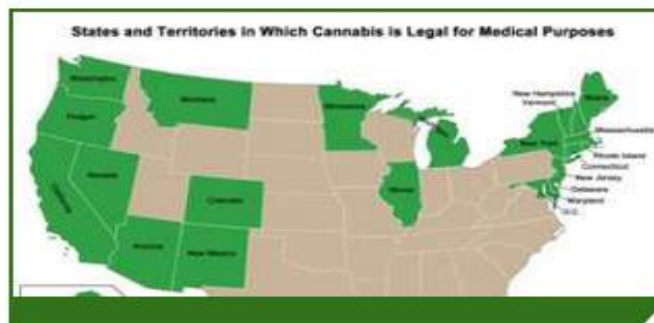 States and Territories in Which Cannabis is Legal for Medical Purposes
Washington
Montana
Minnesota
New Hampshire
Maine
Vermont
Oregon
Massachusetts
New York
Rhode Island
Connecticut
Nevada
New Jersey
Illinois
Delaware
Colorado
Maryland
California
D.C.
Arizona
New Mexico